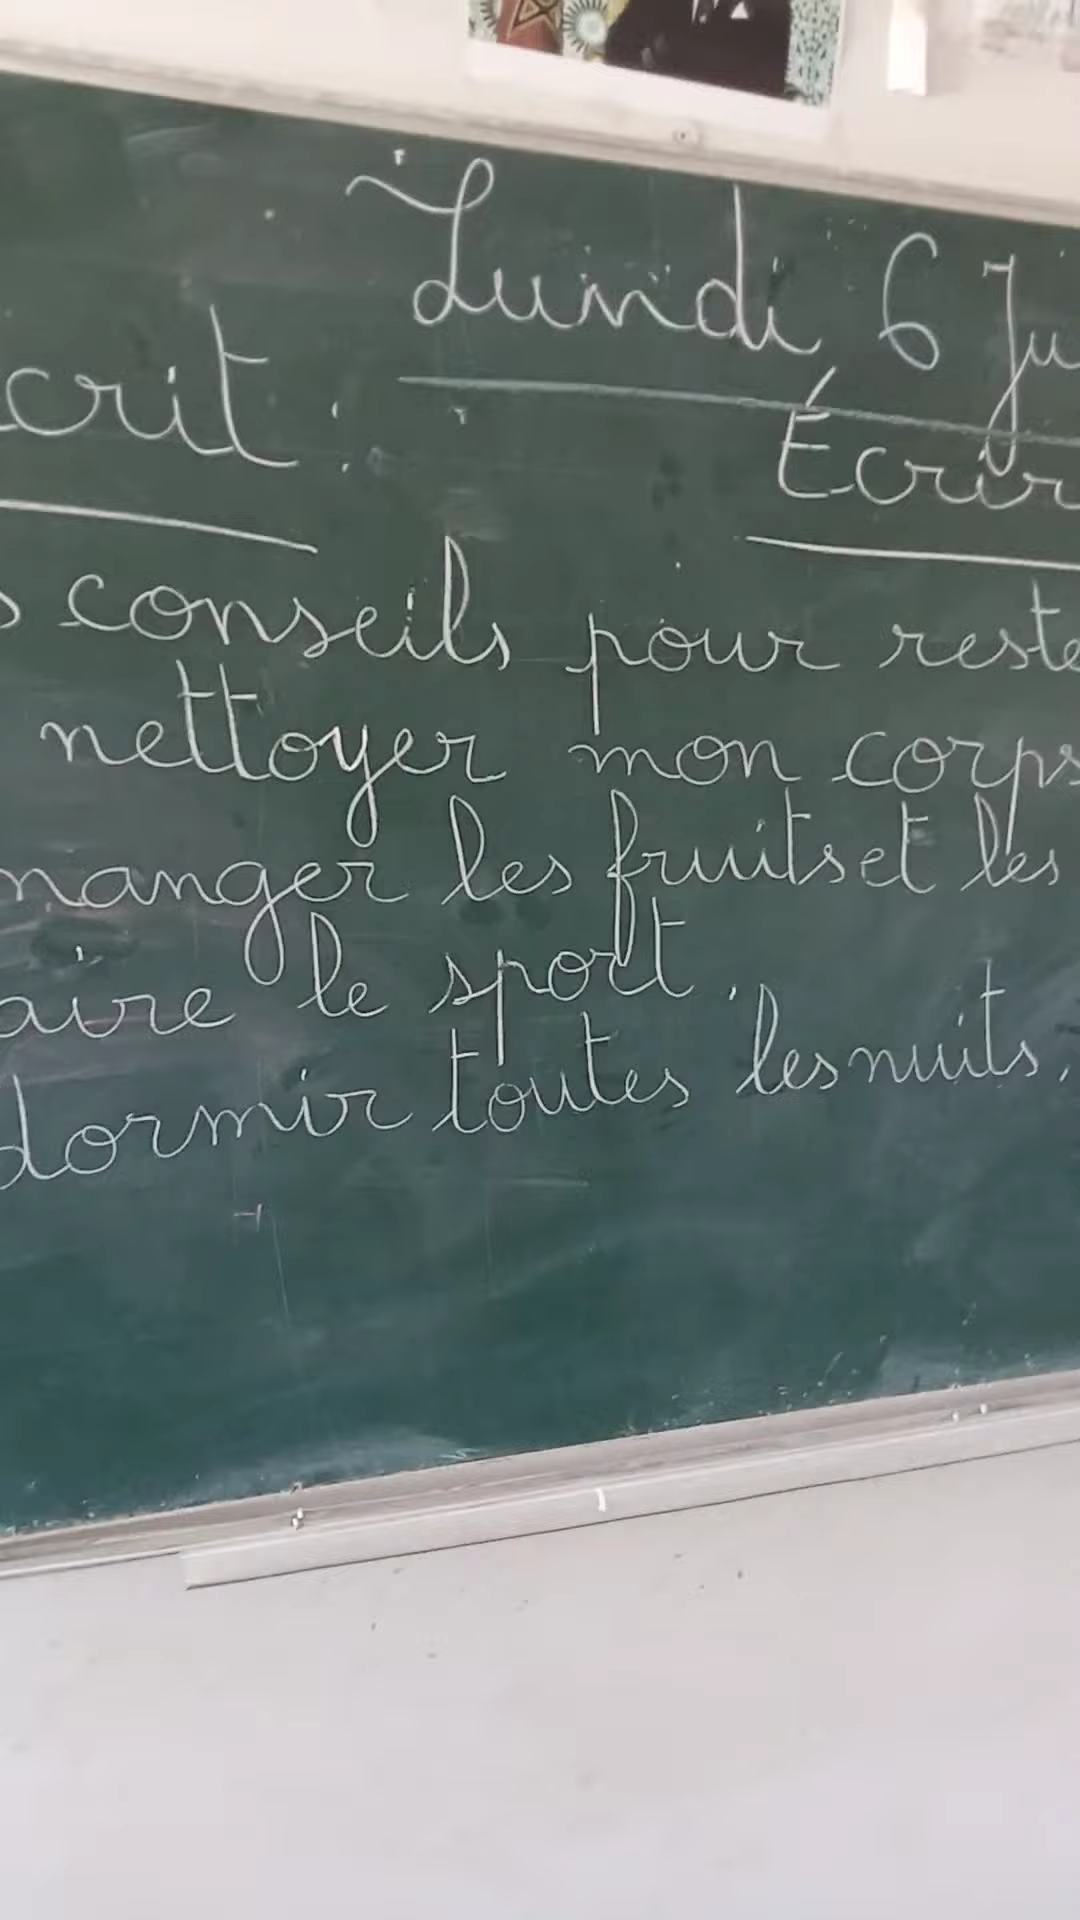 Lundi 6 Ju
crit :
Écrir
s conseils pour reste
nettoyer mon corps
manger les fruits et les
aire le sport.
dormir toutes les nuits.